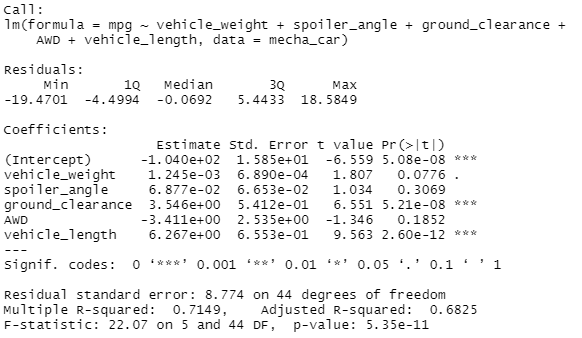 Call:
lm(formula = mpg ~ vehicle_weight + spoiler_angle + ground_clearance +
    AWD + vehicle_length, data = mecha_car)
Residuals:
     Min       1Q   Median       3Q      Max
-19.4701  -4.4994  -0.0692   5.4433  18.5849
Coefficients:
                   Estimate Std. Error t value Pr(>|t|)
(Intercept)      -1.040e+02  1.585e+01  -6.559 5.08e-08 ***
vehicle_weight    1.245e-03  6.890e-04   1.807   0.0776 .
spoiler_angle     6.877e-02  6.653e-02   1.034   0.3069
ground_clearance  3.546e+00  5.412e-01   6.551 5.21e-08 ***
AWD              -3.411e+00  2.535e+00  -1.346   0.1852
vehicle_length    6.267e+00  6.553e-01   9.563 2.60e-12 ***
---
Signif. codes:  0 ‘***’ 0.001 ‘**’ 0.01 ‘*’ 0.05 ‘.’ 0.1 ‘ ’ 1
Residual standard error: 8.774 on 44 degrees of freedom
Multiple R-squared:  0.7149,    Adjusted R-squared:  0.6825
F-statistic: 22.07 on 5 and 44 DF,  p-value: 5.35e-11